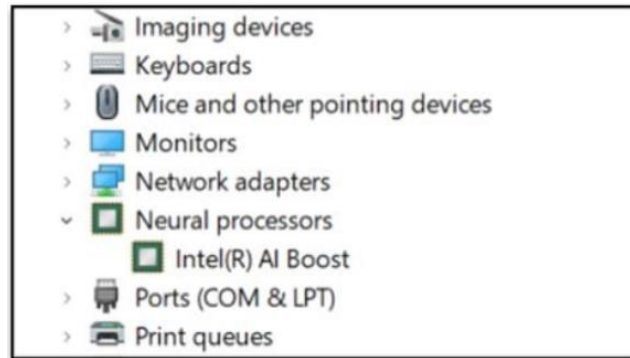 Imaging devices
Keyboards
Mice and other pointing devices
Monitors
Network adapters
Neural processors
Intel(R) AI Boost
Ports (COM & LPT)
Print queues